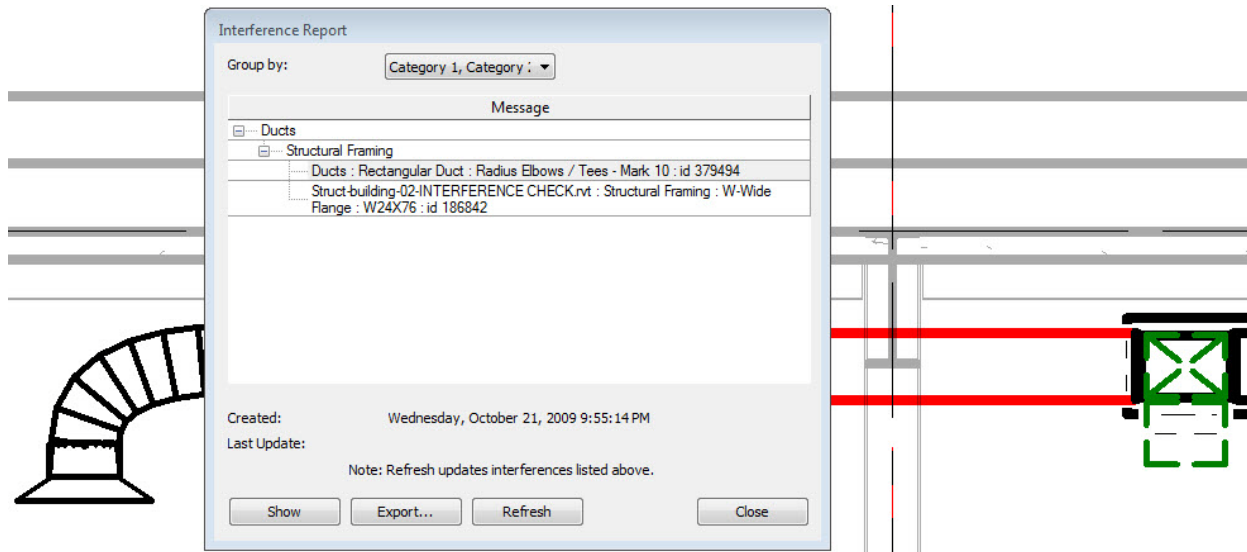 Interference Report
Group by:
Category 1, Category 2
Message
Ducts
Structural Framing
Ducts : Rectangular Duct : Radius Elbows / Tees - Mark 10 : id 379494
Struct-building-02-INTERFERENCE CHECK.rvt : Structural Framing : W-Wide
Flange : W24X76 : id 186842
Created:
Wednesday, October 21, 2009 9:55:14 PM
Last Update:
Note: Refresh updates interferences listed above.
Show
Export...
Refresh
Close